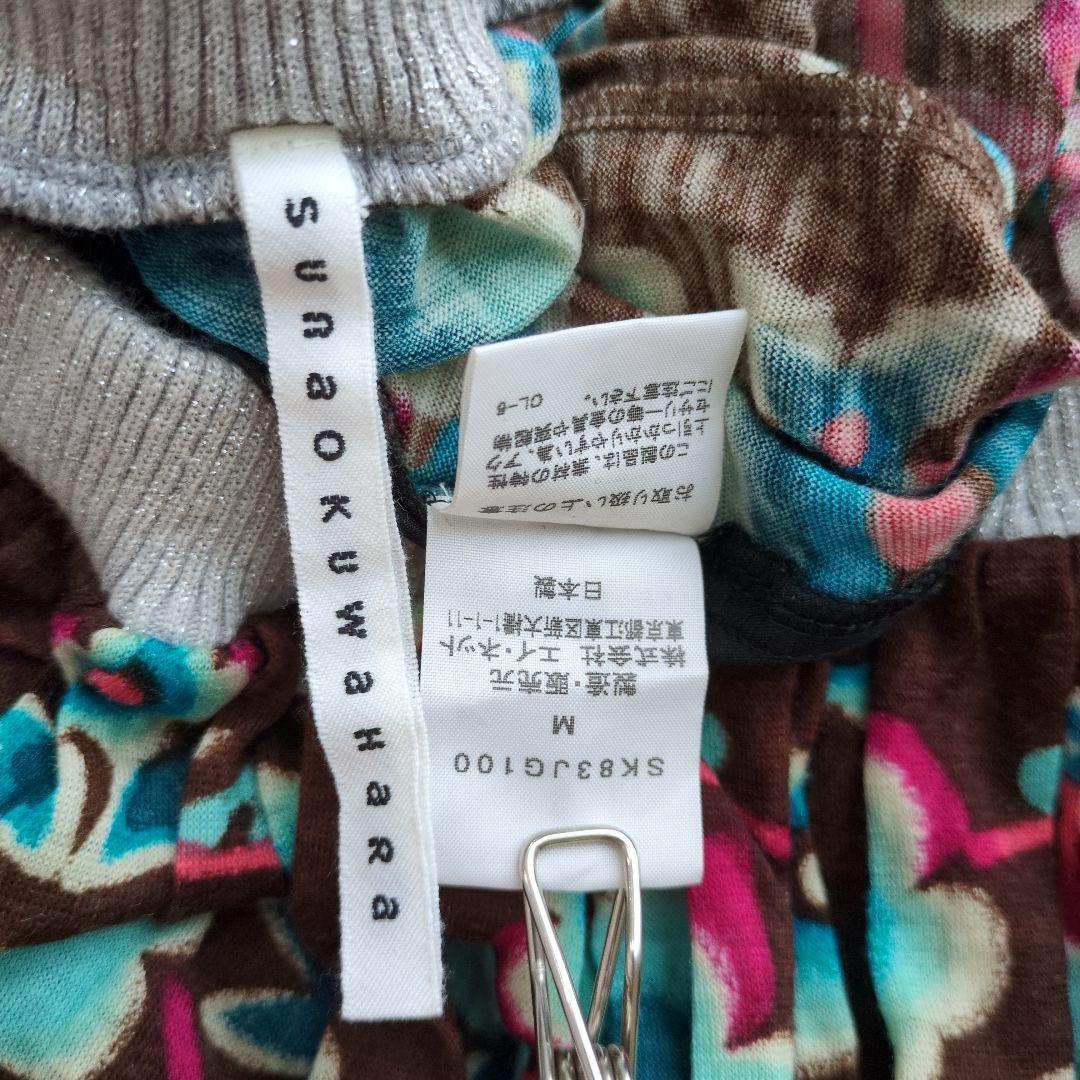 sunaokuwaHaRa
お取り扱い上の注意
この製品は、素材の特性
上引っかかりやすい為、アク
セサリー等の金具や突起物
にご注意下さい。
CL-6
SK83JG100
M
製造・販売元
株式会社 エイ・ネット
東京都江東区新大橋1-1-11
日本製